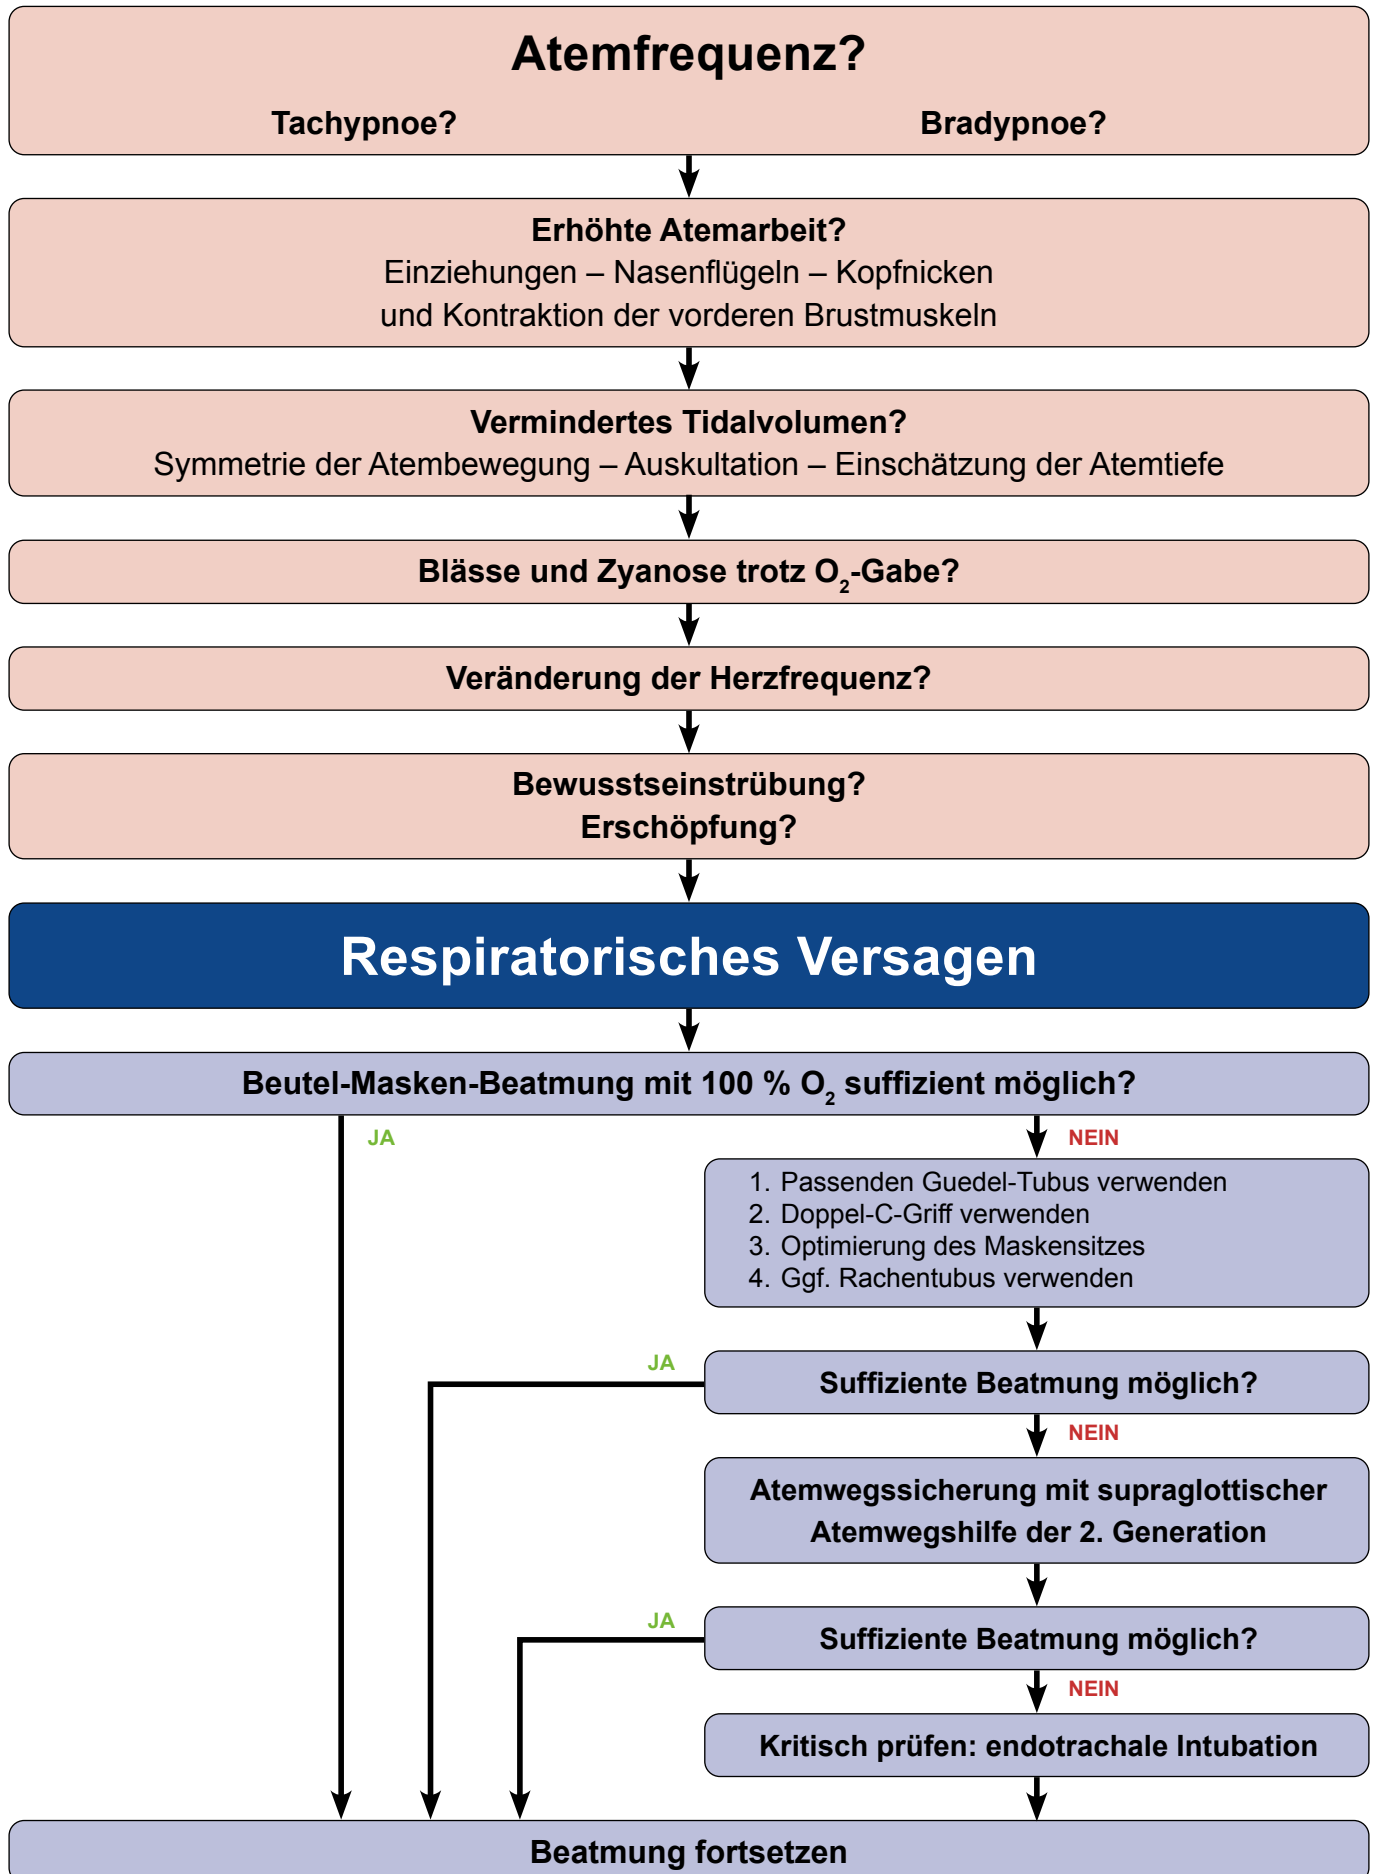 Atemfrequenz?
Tachypnoe?
Bradypnoe?
Erhöhte Atemarbeit?
Einziehungen – Nasenflügeln – Kopfnicken
und Kontraktion der vorderen Brustmuskeln
Vermindertes Tidalvolumen?
Symmetrie der Atembewegung – Auskultation – Einschätzung der Atemtiefe
Blässe und Zyanose trotz O₂-Gabe?
Veränderung der Herzfrequenz?
Bewusstseinstrübung?
Erschöpfung?
Respiratorisches Versagen
Beutel-Masken-Beatmung mit 100 % O₂ suffizient möglich?
JA
NEIN
1. Passenden Guedel-Tubus verwenden
2. Doppel-C-Griff verwenden
3. Optimierung des Maskensitzes
4. Ggf. Rachentubus verwenden
JA
Suffiziente Beatmung möglich?
NEIN
Atemwegssicherung mit supraglottischer
Atemwegshilfe der 2. Generation
JA
Suffiziente Beatmung möglich?
NEIN
Kritisch prüfen: endotrachale Intubation
Beatmung fortsetzen